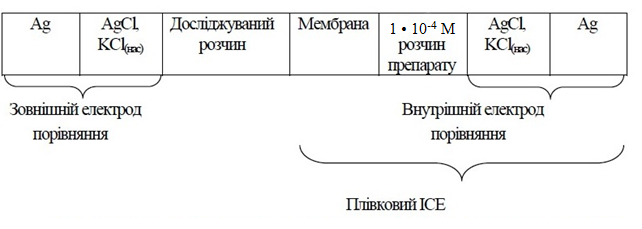 Ag
AgCl,
KCl(нас)
Досліджуваний
розчин
Мембрана
1 • 10-4 М
розчин
препарату
AgCl,
KCl(нас)
Ag
Зовнішній електрод
порівняння
Внутрішній електрод
порівняння
Плівковий ІСЕ